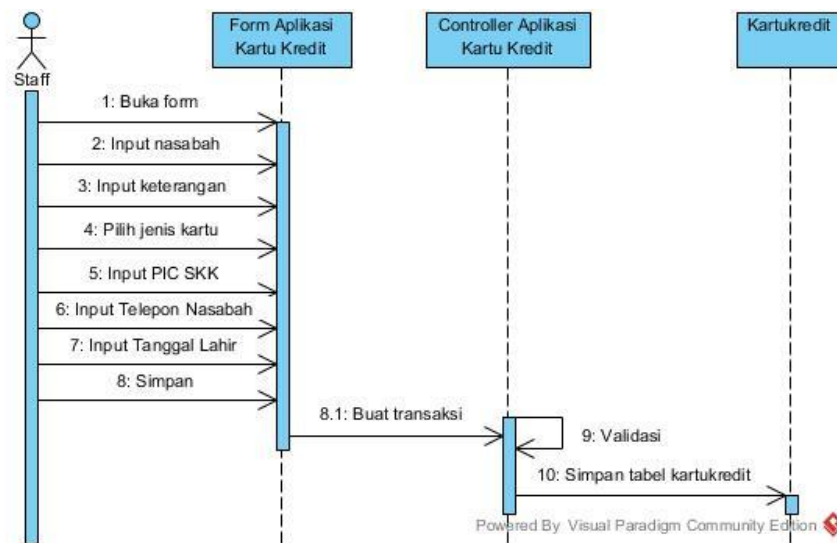 Form Aplikasi
Kartu Kredit
Controller Aplikasi
Kartu Kredit
Kartukredit
Staff
1: Buka form
2: Input nasabah
3: Input keterangan
4: Pilih jenis kartu
5: Input PIC SKK
6: Input Telepon Nasabah
7: Input Tanggal Lahir
8: Simpan
8.1: Buat transaksi
9: Validasi
10: Simpan tabel kartukredit
Powered By Visual Paradigm Community Edition